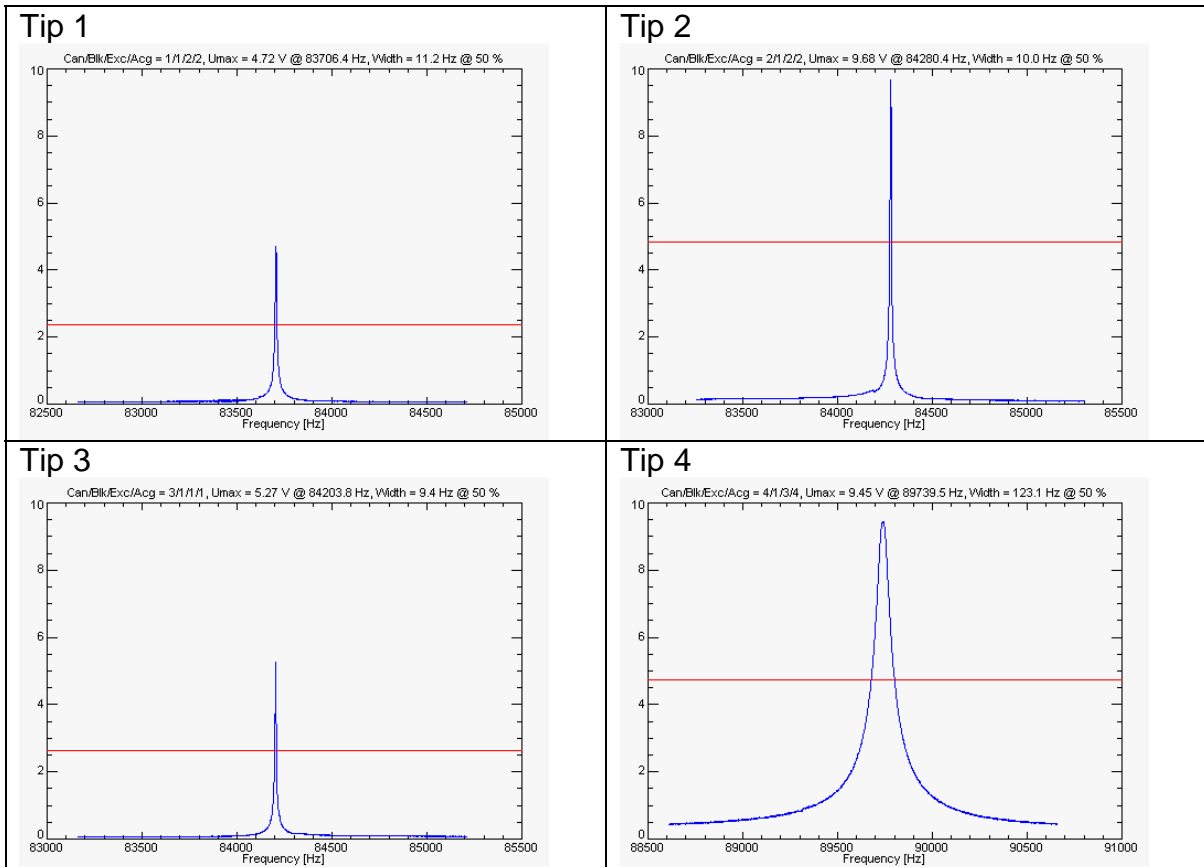 Tip 1
Can/Blk/Exc/Acg = 1/1/2/2, Umax = 4.72 V @ 83706.4 Hz, Width = 11.2 Hz @ 50 %
10
8
6
4
2
0
82500 83000 83500 84000 84500 85000
Frequency [Hz]
Tip 2
Can/Blk/Exc/Acg = 2/1/2/2, Umax = 9.68 V @ 84280.4 Hz, Width = 10.0 Hz @ 50 %
10
8
6
4
2
0
83000 83500 84000 84500 85000 85500
Frequency [Hz]
Tip 3
Can/Blk/Exc/Acg = 3/1/1/1, Umax = 5.27 V @ 84203.8 Hz, Width = 9.4 Hz @ 50 %
10
8
6
4
2
0
83000 83500 84000 84500 85000 85500
Frequency [Hz]
Tip 4
Can/Blk/Exc/Acg = 4/1/3/4, Umax = 9.45 V @ 89739.5 Hz, Width = 123.1 Hz @ 50 %
10
8
6
4
2
0
88500 89000 89500 90000 90500 91000
Frequency [Hz]